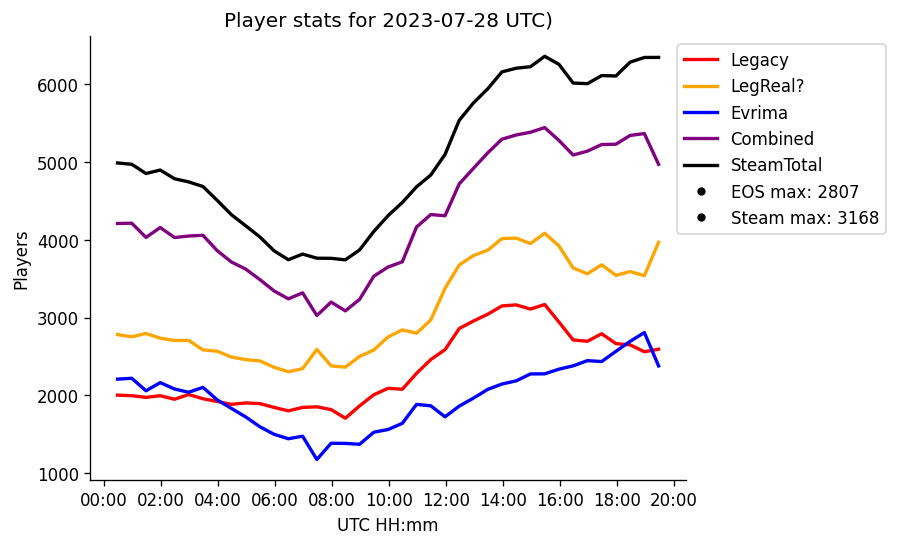 Player stats for 2023-07-28 UTC)
Legacy
LegReal?
Evrima
Combined
SteamTotal
EOS max: 2807
Steam max: 3168
Players
6000
5000
4000
3000
2000
1000
00:00 02:00 04:00 06:00 08:00 10:00 12:00 14:00 16:00 18:00 20:00
UTC HH:mm